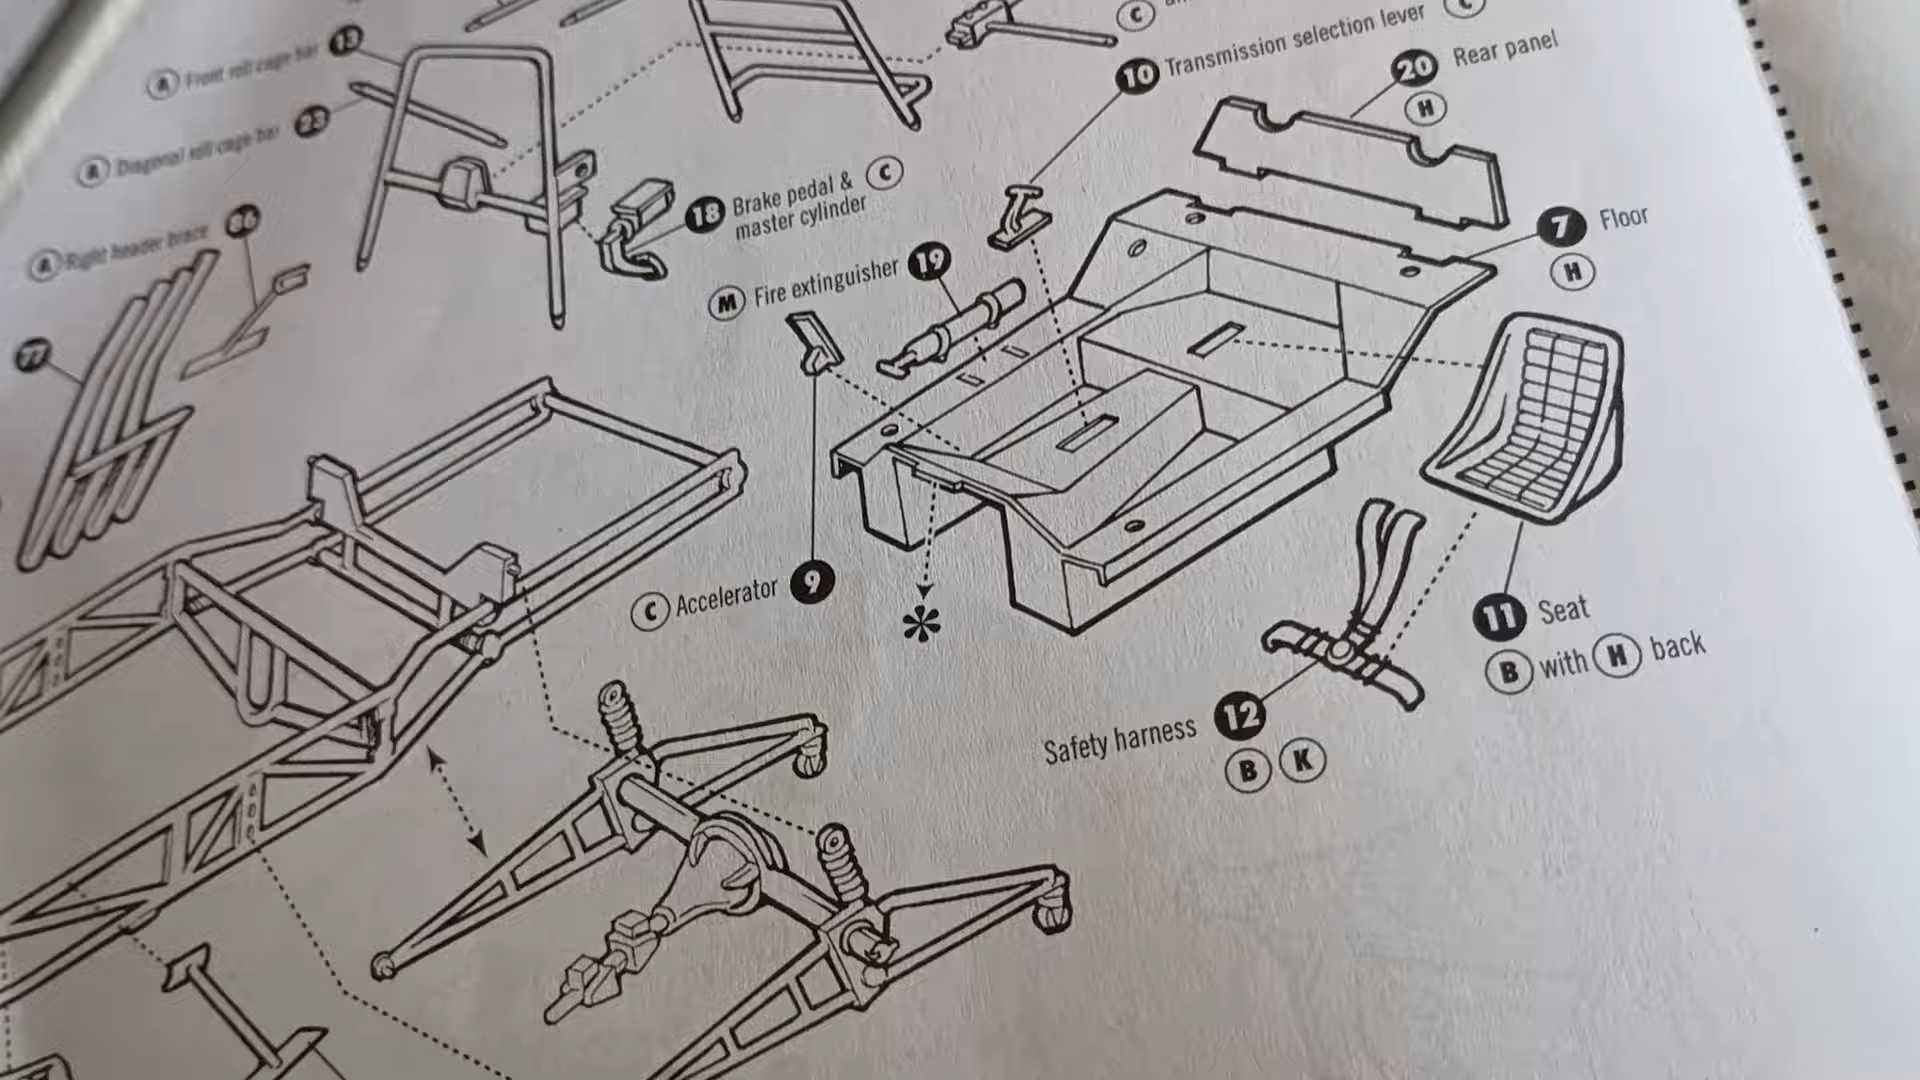 C
10 Transmission selection lever C
20 Rear panel
H
A Front roll cage bar 13
A Diagonal roll cage bar 23
18 Brake pedal & C
master cylinder
7 Floor
H
A Right header brace 86
M Fire extinguisher 19
77
C Accelerator 9
*
11 Seat
B with H back
Safety harness 12
B K